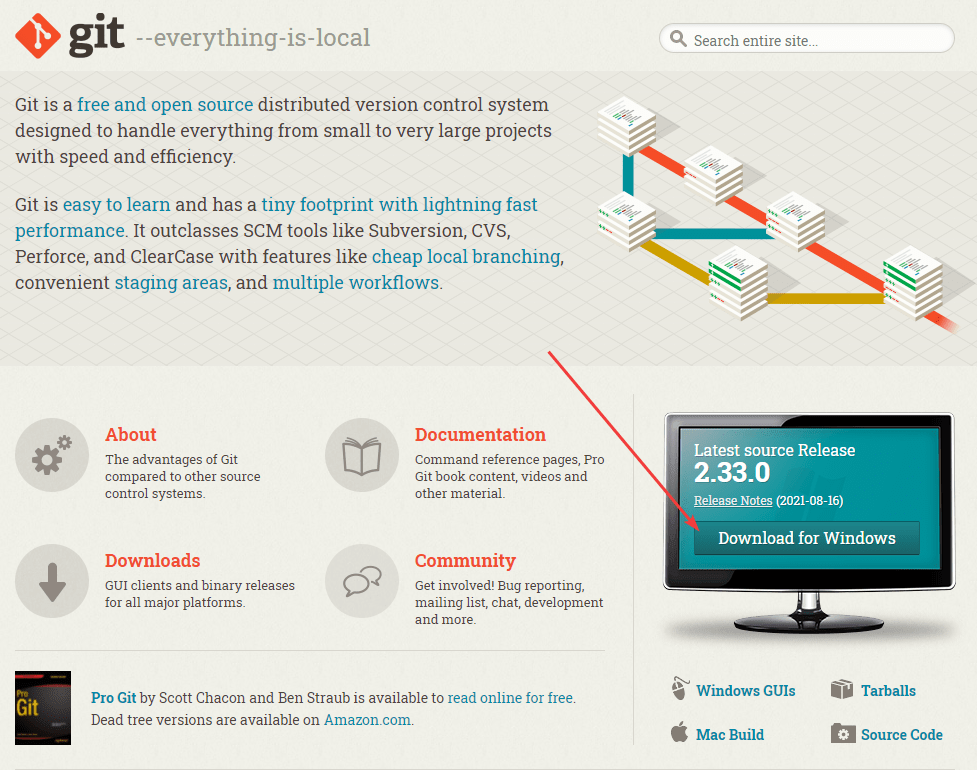 git --everything-is-local
Search entire site...
Git is a free and open source distributed version control system
designed to handle everything from small to very large projects
with speed and efficiency.
Git is easy to learn and has a tiny footprint with lightning fast
performance. It outclasses SCM tools like Subversion, CVS,
Perforce, and ClearCase with features like cheap local branching,
convenient staging areas, and multiple workflows.
About
The advantages of Git
compared to other source
control systems.
Documentation
Command reference pages, Pro
Git book content, videos and
other material.
Downloads
GUI clients and binary releases
for all major platforms.
Community
Get involved! Bug reporting,
mailing list, chat, development
and more.
Latest source Release
2.33.0
Release Notes (2021-08-16)
Download for Windows
Windows GUIs
Tarballs
Mac Build
Source Code
Pro
Git
Pro Git by Scott Chacon and Ben Straub is available to read online for free.
Dead tree versions are available on Amazon.com.